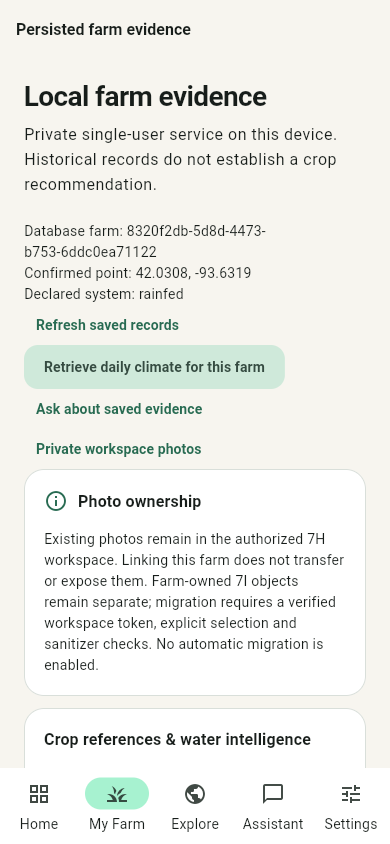 Persisted farm evidence
Local farm evidence
Private single-user service on this device.
Historical records do not establish a crop
recommendation.
Database farm: 8320f2db-5d8d-4473-
b753-6ddc0ea71122
Confirmed point: 42.0308, -93.6319
Declared system: rainfed
Refresh saved records
Retrieve daily climate for this farm
Ask about saved evidence
Private workspace photos
Photo ownership
Existing photos remain in the authorized 7H
workspace. Linking this farm does not transfer
or expose them. Farm-owned 7I objects
remain separate; migration requires a verified
workspace token, explicit selection and
sanitizer checks. No automatic migration is
enabled.
Crop references & water intelligence
Home My Farm Explore Assistant Settings